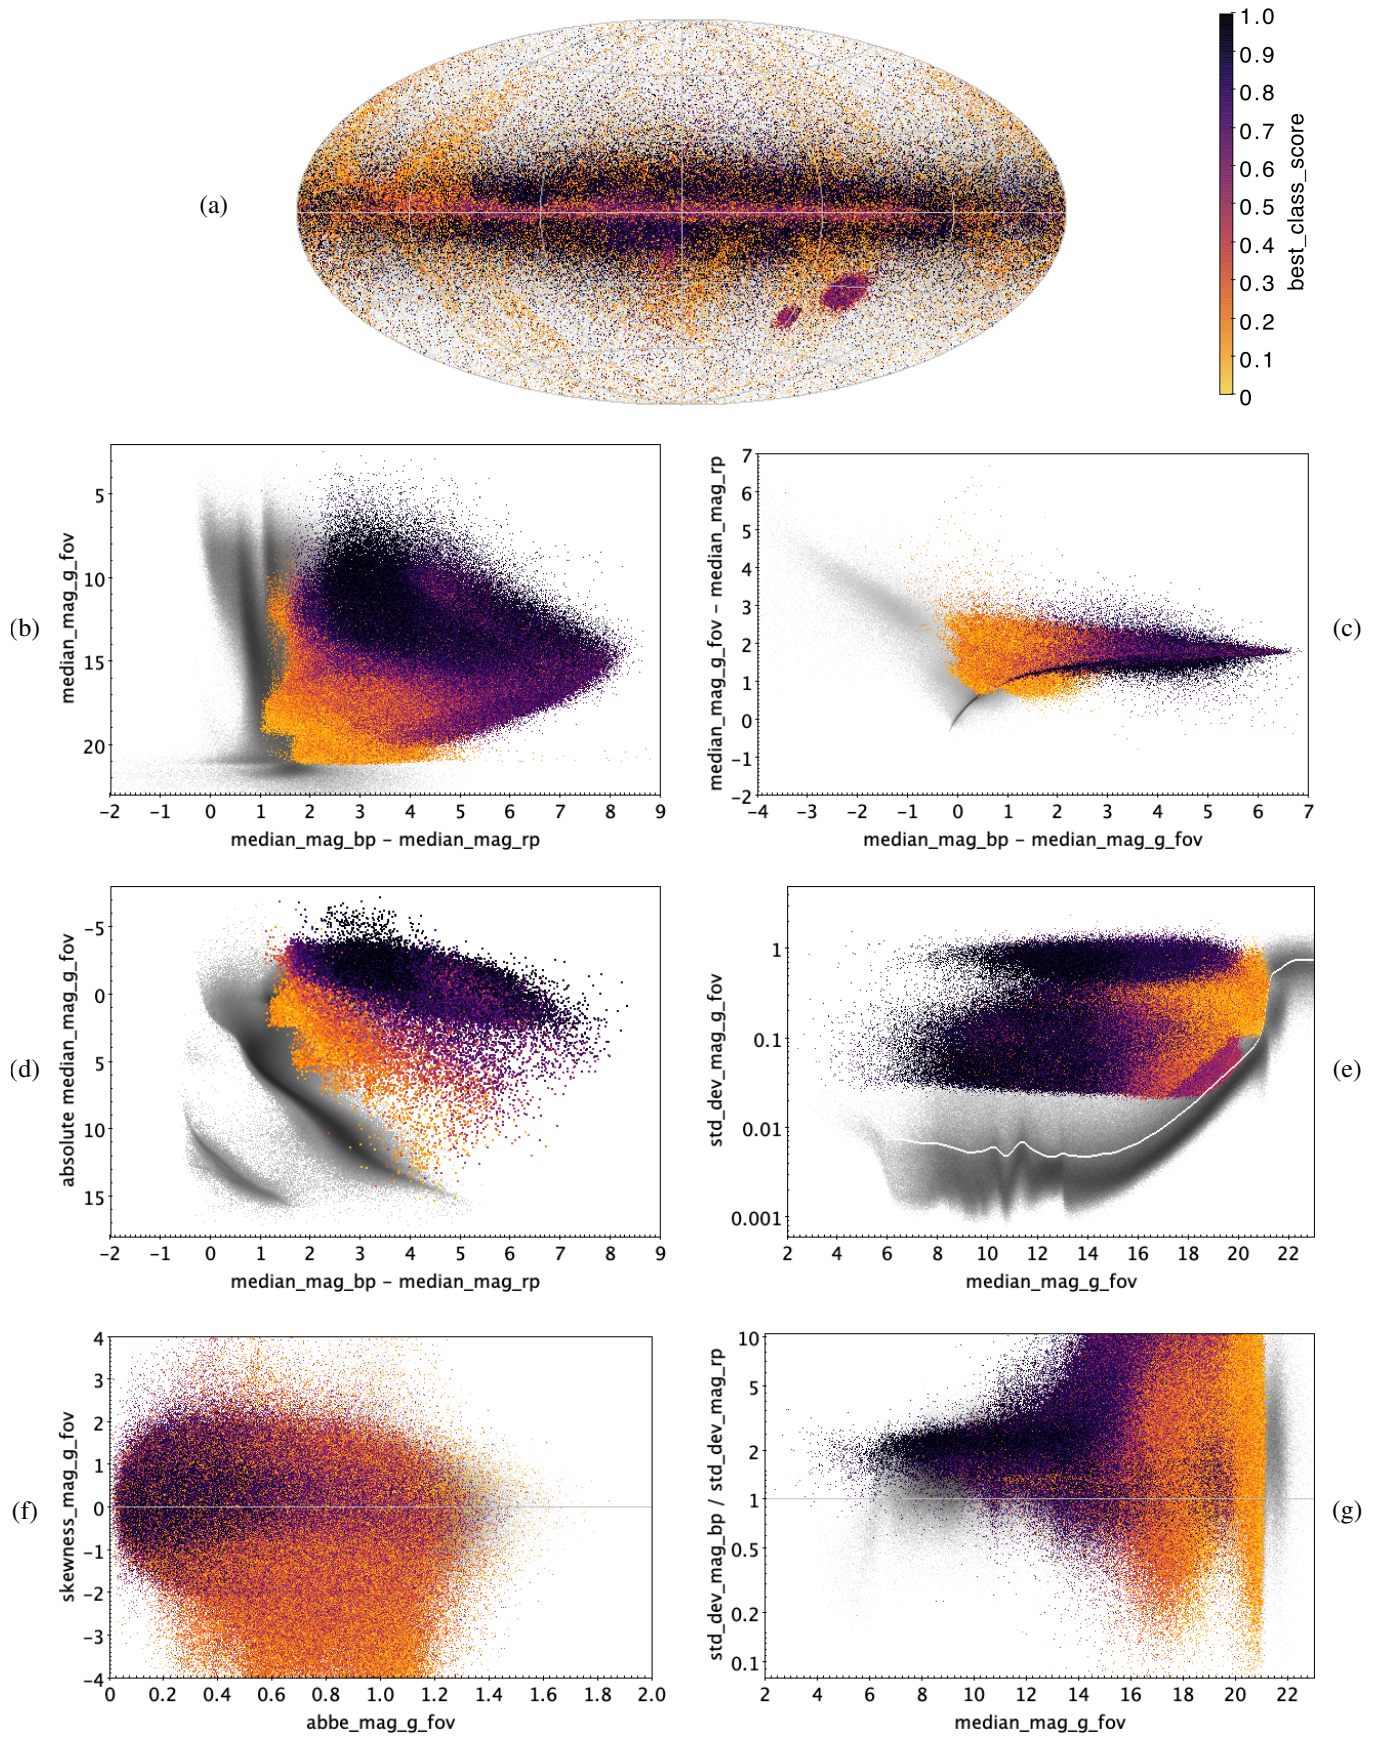 (a)
1.0
0.9
0.8
0.7
0.6
0.5
0.4
0.3
0.2
0.1
0
best_class_score
(b)
median_mag_g_fov
5
10
15
20
−2 −1 0 1 2 3 4 5 6 7 8 9
median_mag_bp − median_mag_rp
(c)
median_mag_g_fov − median_mag_rp
7
6
5
4
3
2
1
0
−1
−2
−4 −3 −2 −1 0 1 2 3 4 5 6 7
median_mag_bp − median_mag_g_fov
(d)
absolute median_mag_g_fov
−5
0
5
10
15
−2 −1 0 1 2 3 4 5 6 7 8 9
median_mag_bp − median_mag_rp
(e)
std_dev_mag_g_fov
1
0.1
0.01
0.001
2 4 6 8 10 12 14 16 18 20 22
median_mag_g_fov
(f)
skewness_mag_g_fov
4
3
2
1
0
−1
−2
−3
−4
0 0.2 0.4 0.6 0.8 1.0 1.2 1.4 1.6 1.8 2.0
abbe_mag_g_fov
(g)
std_dev_mag_bp / std_dev_mag_rp
10
5
2
1
0.5
0.2
0.1
2 4 6 8 10 12 14 16 18 20 22
median_mag_g_fov